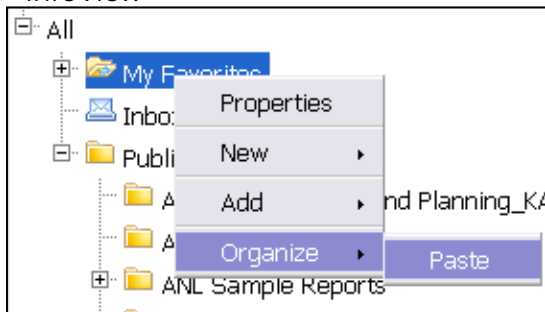 All
My Favorites
Properties
Inbo
New
Publi
Add
nd Planning_KA
A
Organize
Paste
A
ANL Sample Reports